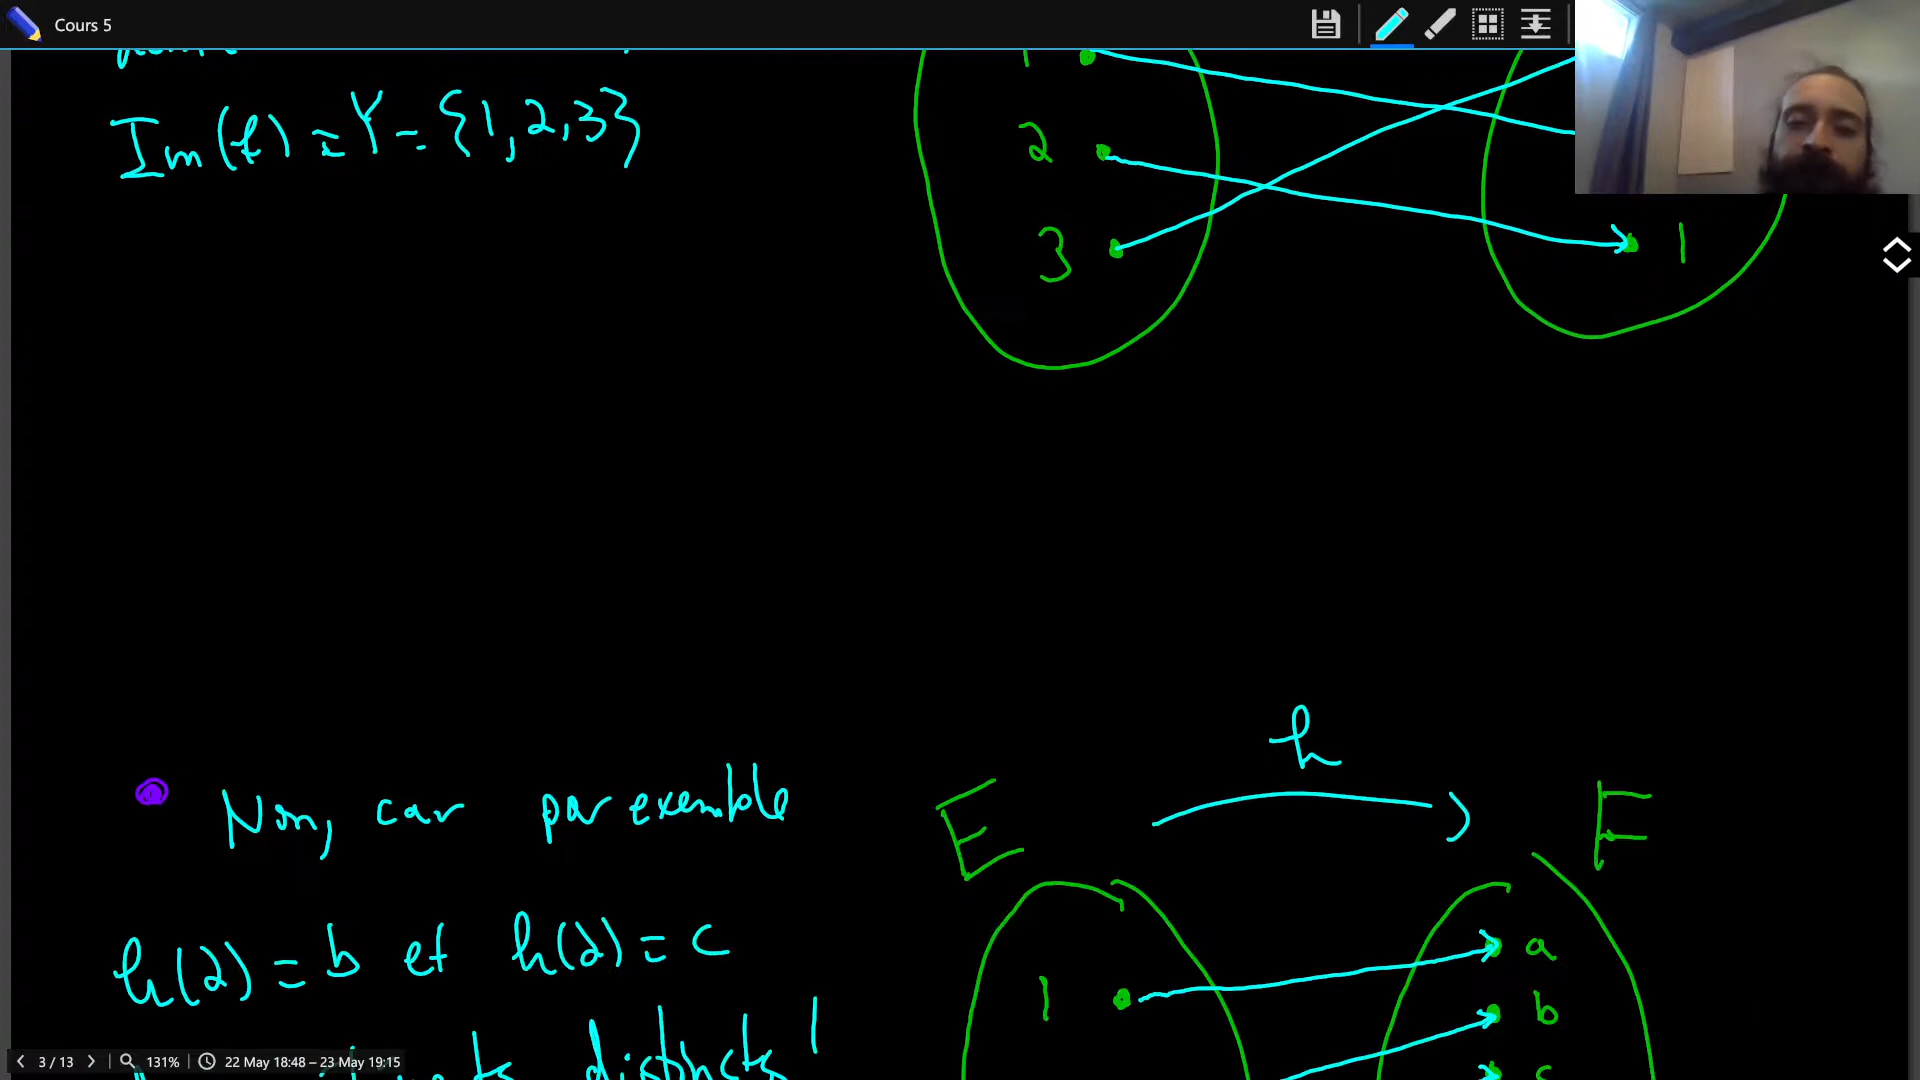 Cours 5
Im(f) = Y = {1, 2, 3}
1
2
3
1
h
Non, car par exemple
E
F
h(2) = b et h(2) = c
a
1
b
distincts !
c
3 / 13
131%
22 May 18:48 – 23 May 19:15